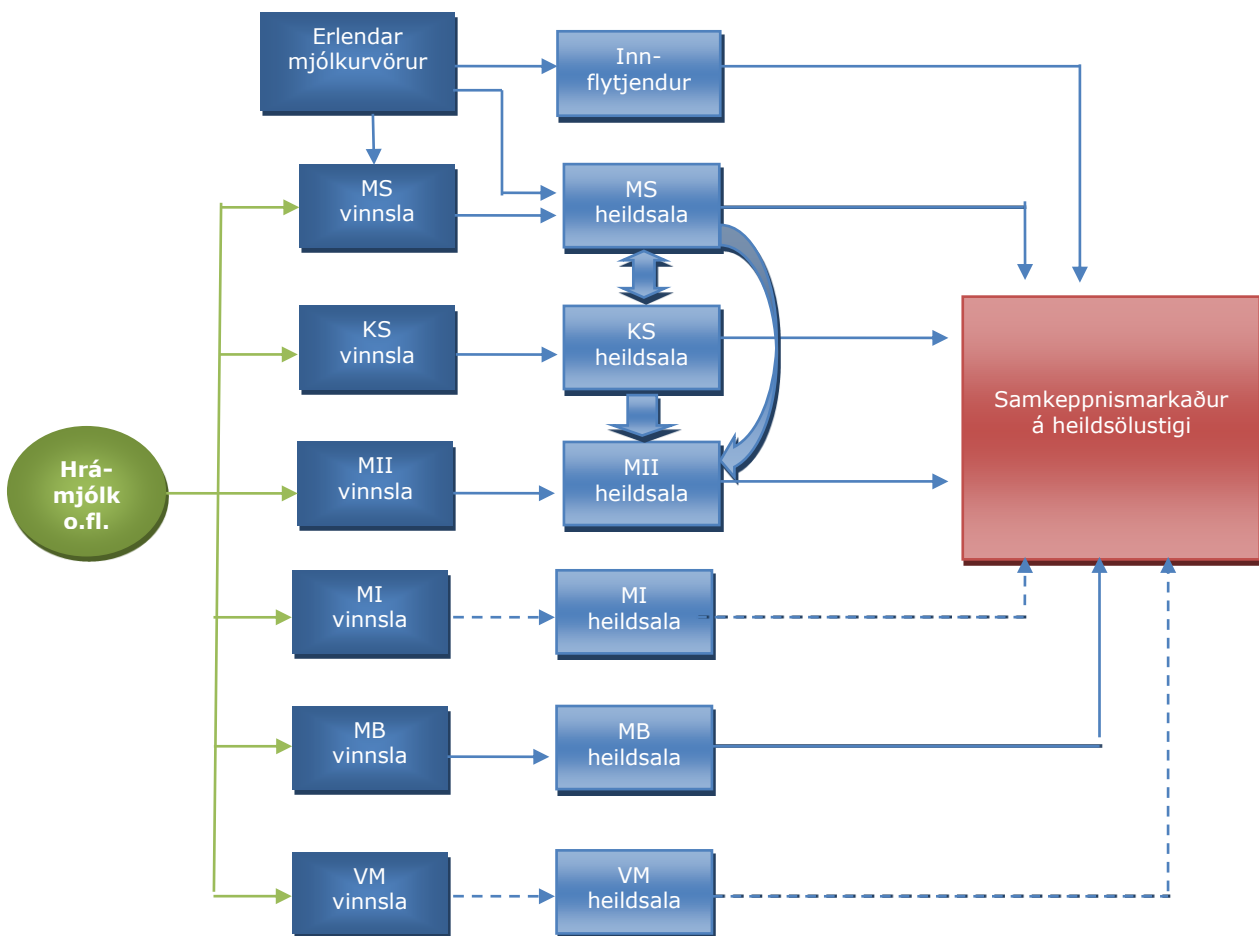 Erlendar
mjólkurvörur
Inn-
flytjendur
MS
vinnsla
MS
heildsala
KS
vinnsla
KS
heildsala
Samkeppnismarkaður
á heildsölustigi
Hrá-
mjólk
o.fl.
MII
vinnsla
MII
heildsala
MI
vinnsla
MI
heildsala
MB
vinnsla
MB
heildsala
VM
vinnsla
VM
heildsala